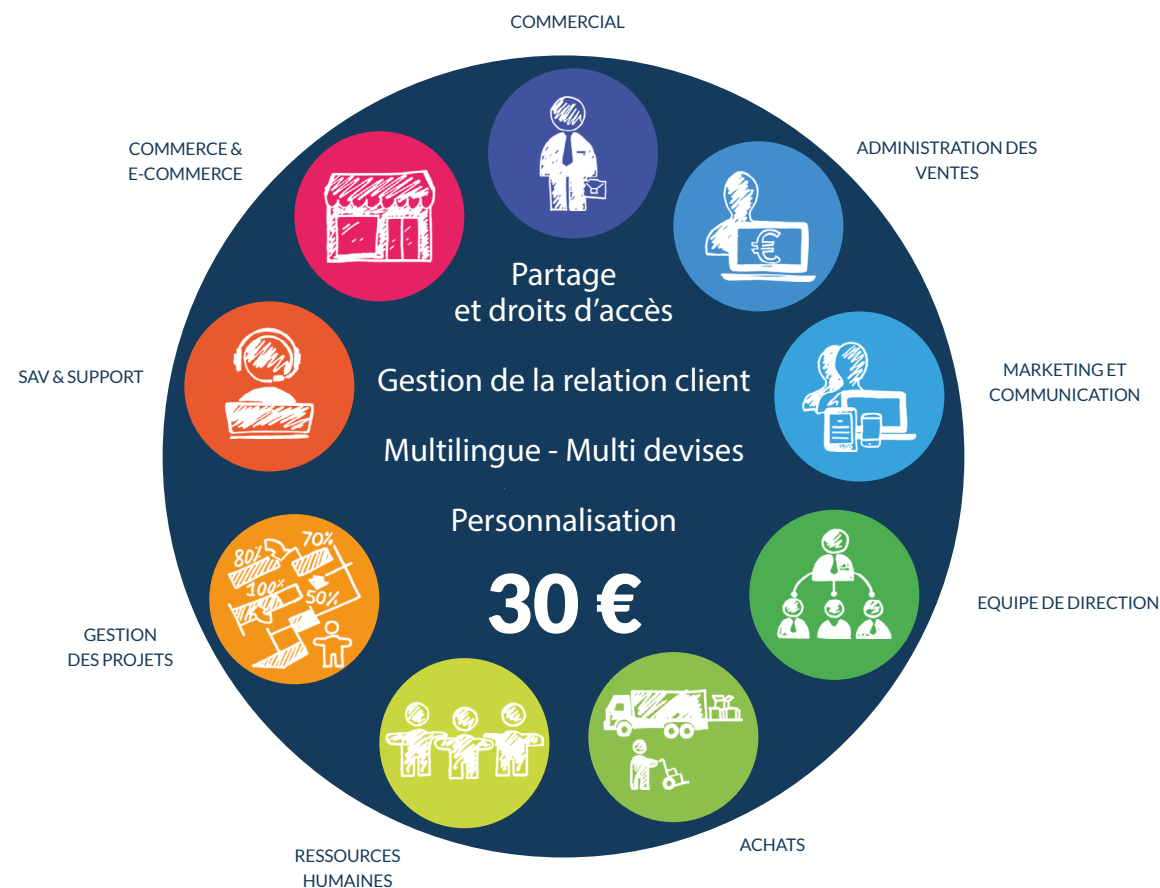 COMMERCIAL
COMMERCE &
E-COMMERCE
ADMINISTRATION DES
VENTES
€
Partage
et droits d’accès
SAV & SUPPORT
Gestion de la relation client
MARKETING ET
COMMUNICATION
Multilingue - Multi devises
Personnalisation
80%
70%
100%
50%
30 €
EQUIPE DE DIRECTION
GESTION
DES PROJETS
ACHATS
RESSOURCES
HUMAINES